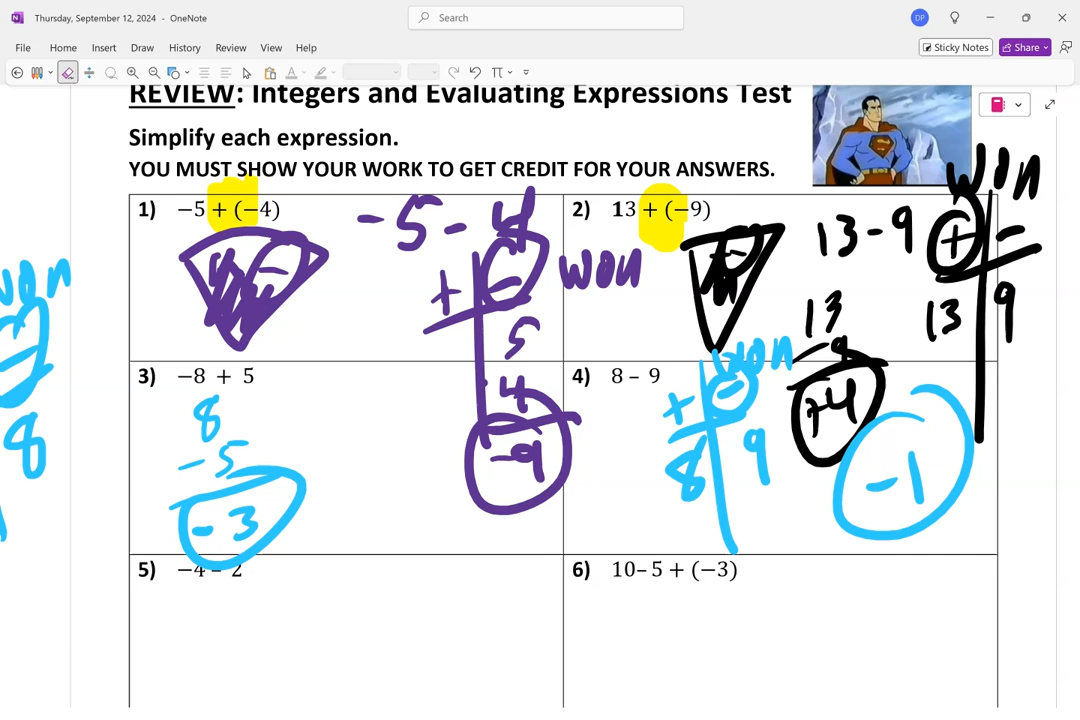 Thursday, September 12, 2024 - OneNote
Search
DP
File Home Insert Draw History Review View Help
Sticky Notes
Share
REVIEW: Integers and Evaluating Expressions Test
Simplify each expression.
YOU MUST SHOW YOUR WORK TO GET CREDIT FOR YOUR ANSWERS.
1) −5 + (−4)
-5-4
+ -
won
5
4
-9
2) 13 + (−9)
13-9
won
+ -
13 9
13
-9
+4
won
8
3) −8 + 5
8
-5
-3
4) 8 – 9
won
+ -
8 9
-1
5) −4 – 2
6) 10– 5 + (−3)